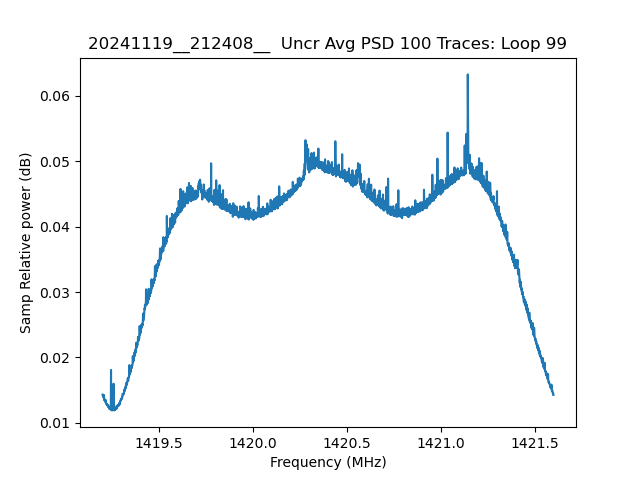 20241119__212408__  Uncr Avg PSD 100 Traces: Loop 99
0.06
0.05
0.04
0.03
0.02
0.01
Samp Relative power (dB)
1419.5 1420.0 1420.5 1421.0 1421.5
Frequency (MHz)